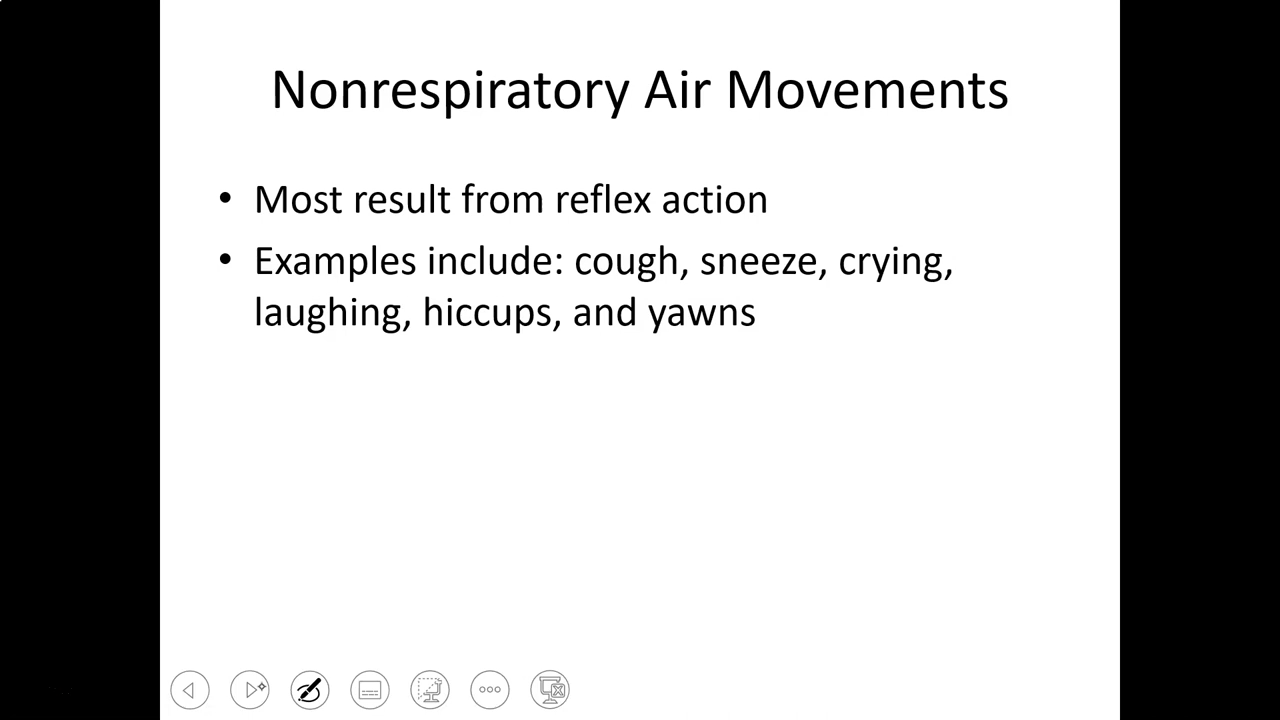 Nonrespiratory Air Movements
• Most result from reflex action
• Examples include: cough, sneeze, crying,
laughing, hiccups, and yawns